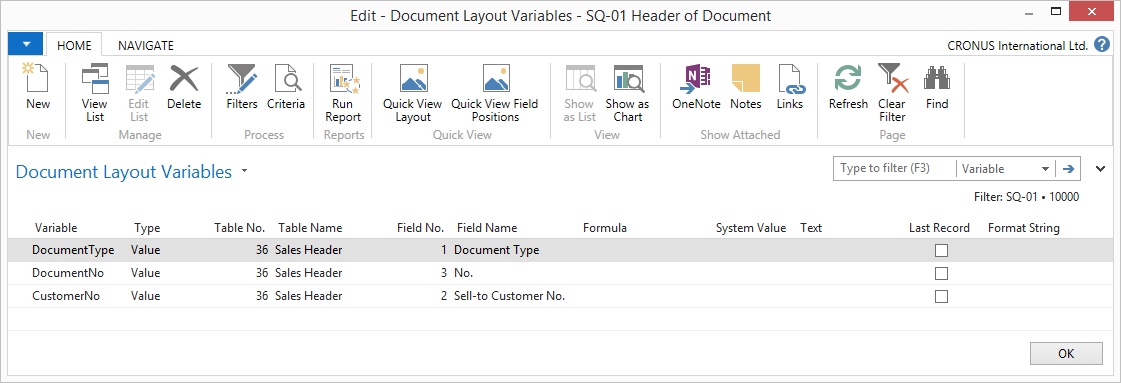 Edit - Document Layout Variables - SQ-01 Header of Document
HOME NAVIGATE CRONUS International Ltd. ?
New View List Edit List Delete Filters Criteria Run Report Quick View Layout Quick View Field Positions Show as List Show as Chart OneNote Notes Links Refresh Clear Filter Find
New Manage Process Reports Quick View View Show Attached Page
Document Layout Variables Type to filter (F3) Variable
Filter: SQ-01 • 10000
Variable Type Table No. Table Name Field No. Field Name Formula System Value Text Last Record Format String
DocumentType Value 36 Sales Header 1 Document Type
DocumentNo Value 36 Sales Header 3 No.
CustomerNo Value 36 Sales Header 2 Sell-to Customer No.
OK